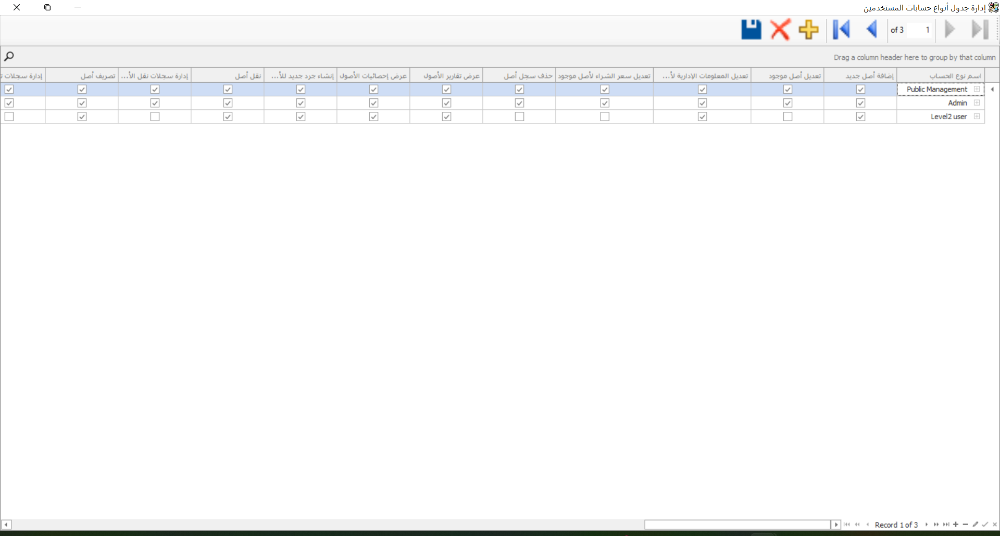 إدارة جدول أنواع حسابات المستخدمين
1 of 3
Drag a column header here to group by that column
اسم نوع الحساب إضافة أصل جديد تعديل أصل موجود تعديل المعلومات الإدارية لأ... تعديل سعر الشراء لأصل موجود حذف سجل أصل عرض تقارير الأصول عرض إحصائيات الأصول إنشاء جرد جديد للأ... نقل أصل إدارة سجلات نقل الأ... تصريف أصل إدارة سجلات ت
Public Management
Admin
Level2 user
Record 1 of 3